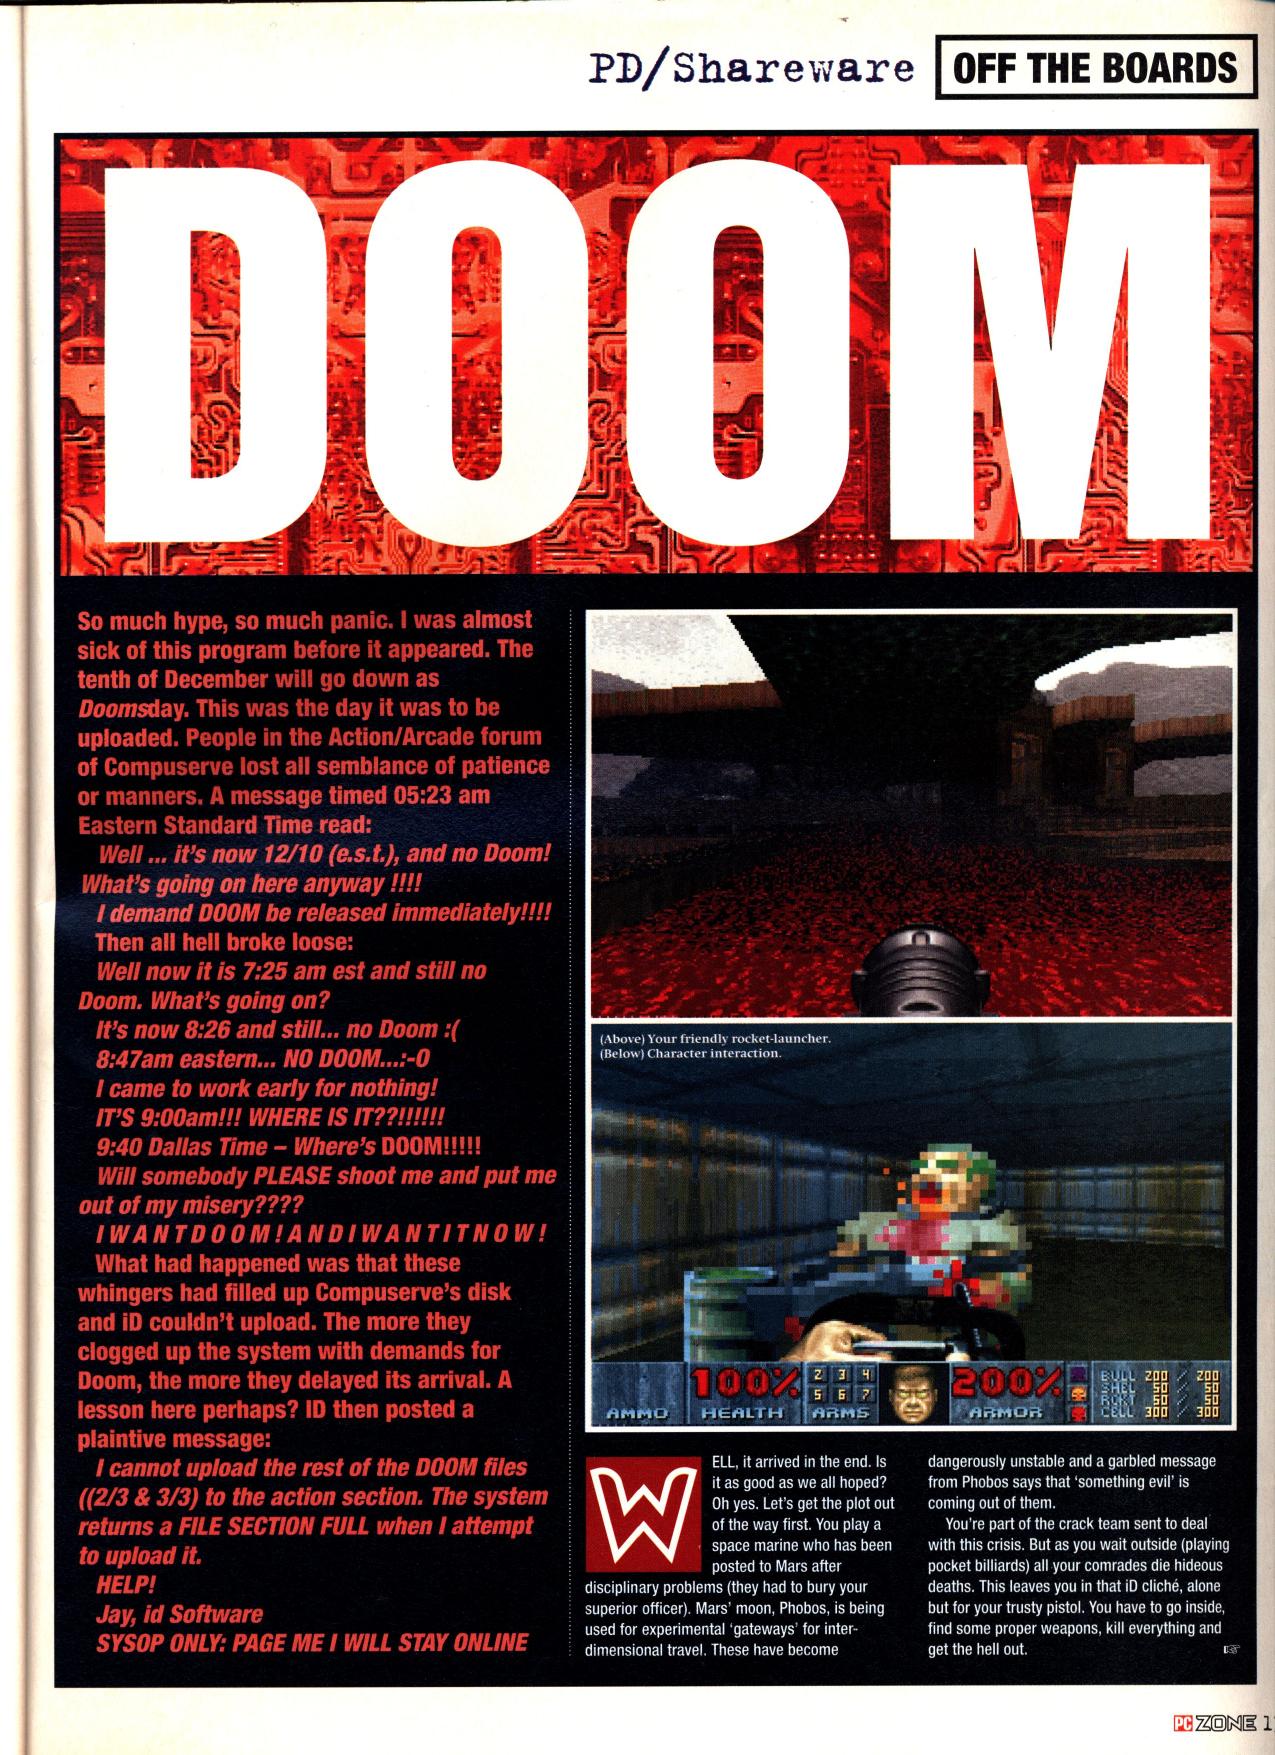 PD/Shareware OFF THE BOARDS
DOOM
So much hype, so much panic. I was almost
sick of this program before it appeared. The
tenth of December will go down as
Doomsday. This was the day it was to be
uploaded. People in the Action/Arcade forum
of Compuserve lost all semblance of patience
or manners. A message timed 05:23 am
Eastern Standard Time read:
Well ... it's now 12/10 (e.s.t.), and no Doom!
What's going on here anyway !!!!
I demand DOOM be released immediately!!!!
Then all hell broke loose:
Well now it is 7:25 am est and still no
Doom. What's going on?
It's now 8:26 and still... no Doom :(
8:47am eastern... NO DOOM...:-O
I came to work early for nothing!
IT'S 9:00am!!! WHERE IS IT??!!!!!!
9:40 Dallas Time – Where's DOOM!!!!!
Will somebody PLEASE shoot me and put me
out of my misery????
I W A N T D O O M ! A N D I W A N T I T N O W !
What had happened was that these
whingers had filled up Compuserve's disk
and iD couldn't upload. The more they
clogged up the system with demands for
Doom, the more they delayed its arrival. A
lesson here perhaps? ID then posted a
plaintive message:
I cannot upload the rest of the DOOM files
((2/3 & 3/3) to the action section. The system
returns a FILE SECTION FULL when I attempt
to upload it.
HELP!
Jay, id Software
SYSOP ONLY: PAGE ME I WILL STAY ONLINE
(Above) Your friendly rocket-launcher.
(Below) Character interaction.
100% 2 3 4 200% BULL 200 / 200
5 6 7 SHEL 50 / 50
RCKT 50 / 50
AMMO HEALTH ARMS ARMOR CELL 300 / 300
WELL, it arrived in the end. Is
it as good as we all hoped?
Oh yes. Let's get the plot out
of the way first. You play a
space marine who has been
posted to Mars after
disciplinary problems (they had to bury your
superior officer). Mars' moon, Phobos, is being
used for experimental 'gateways' for inter-
dimensional travel. These have become
dangerously unstable and a garbled message
from Phobos says that 'something evil' is
coming out of them.
You're part of the crack team sent to deal
with this crisis. But as you wait outside (playing
pocket billiards) all your comrades die hideous
deaths. This leaves you in that iD cliché, alone
but for your trusty pistol. You have to go inside,
find some proper weapons, kill everything and
get the hell out. ☞
PC ZONE 1